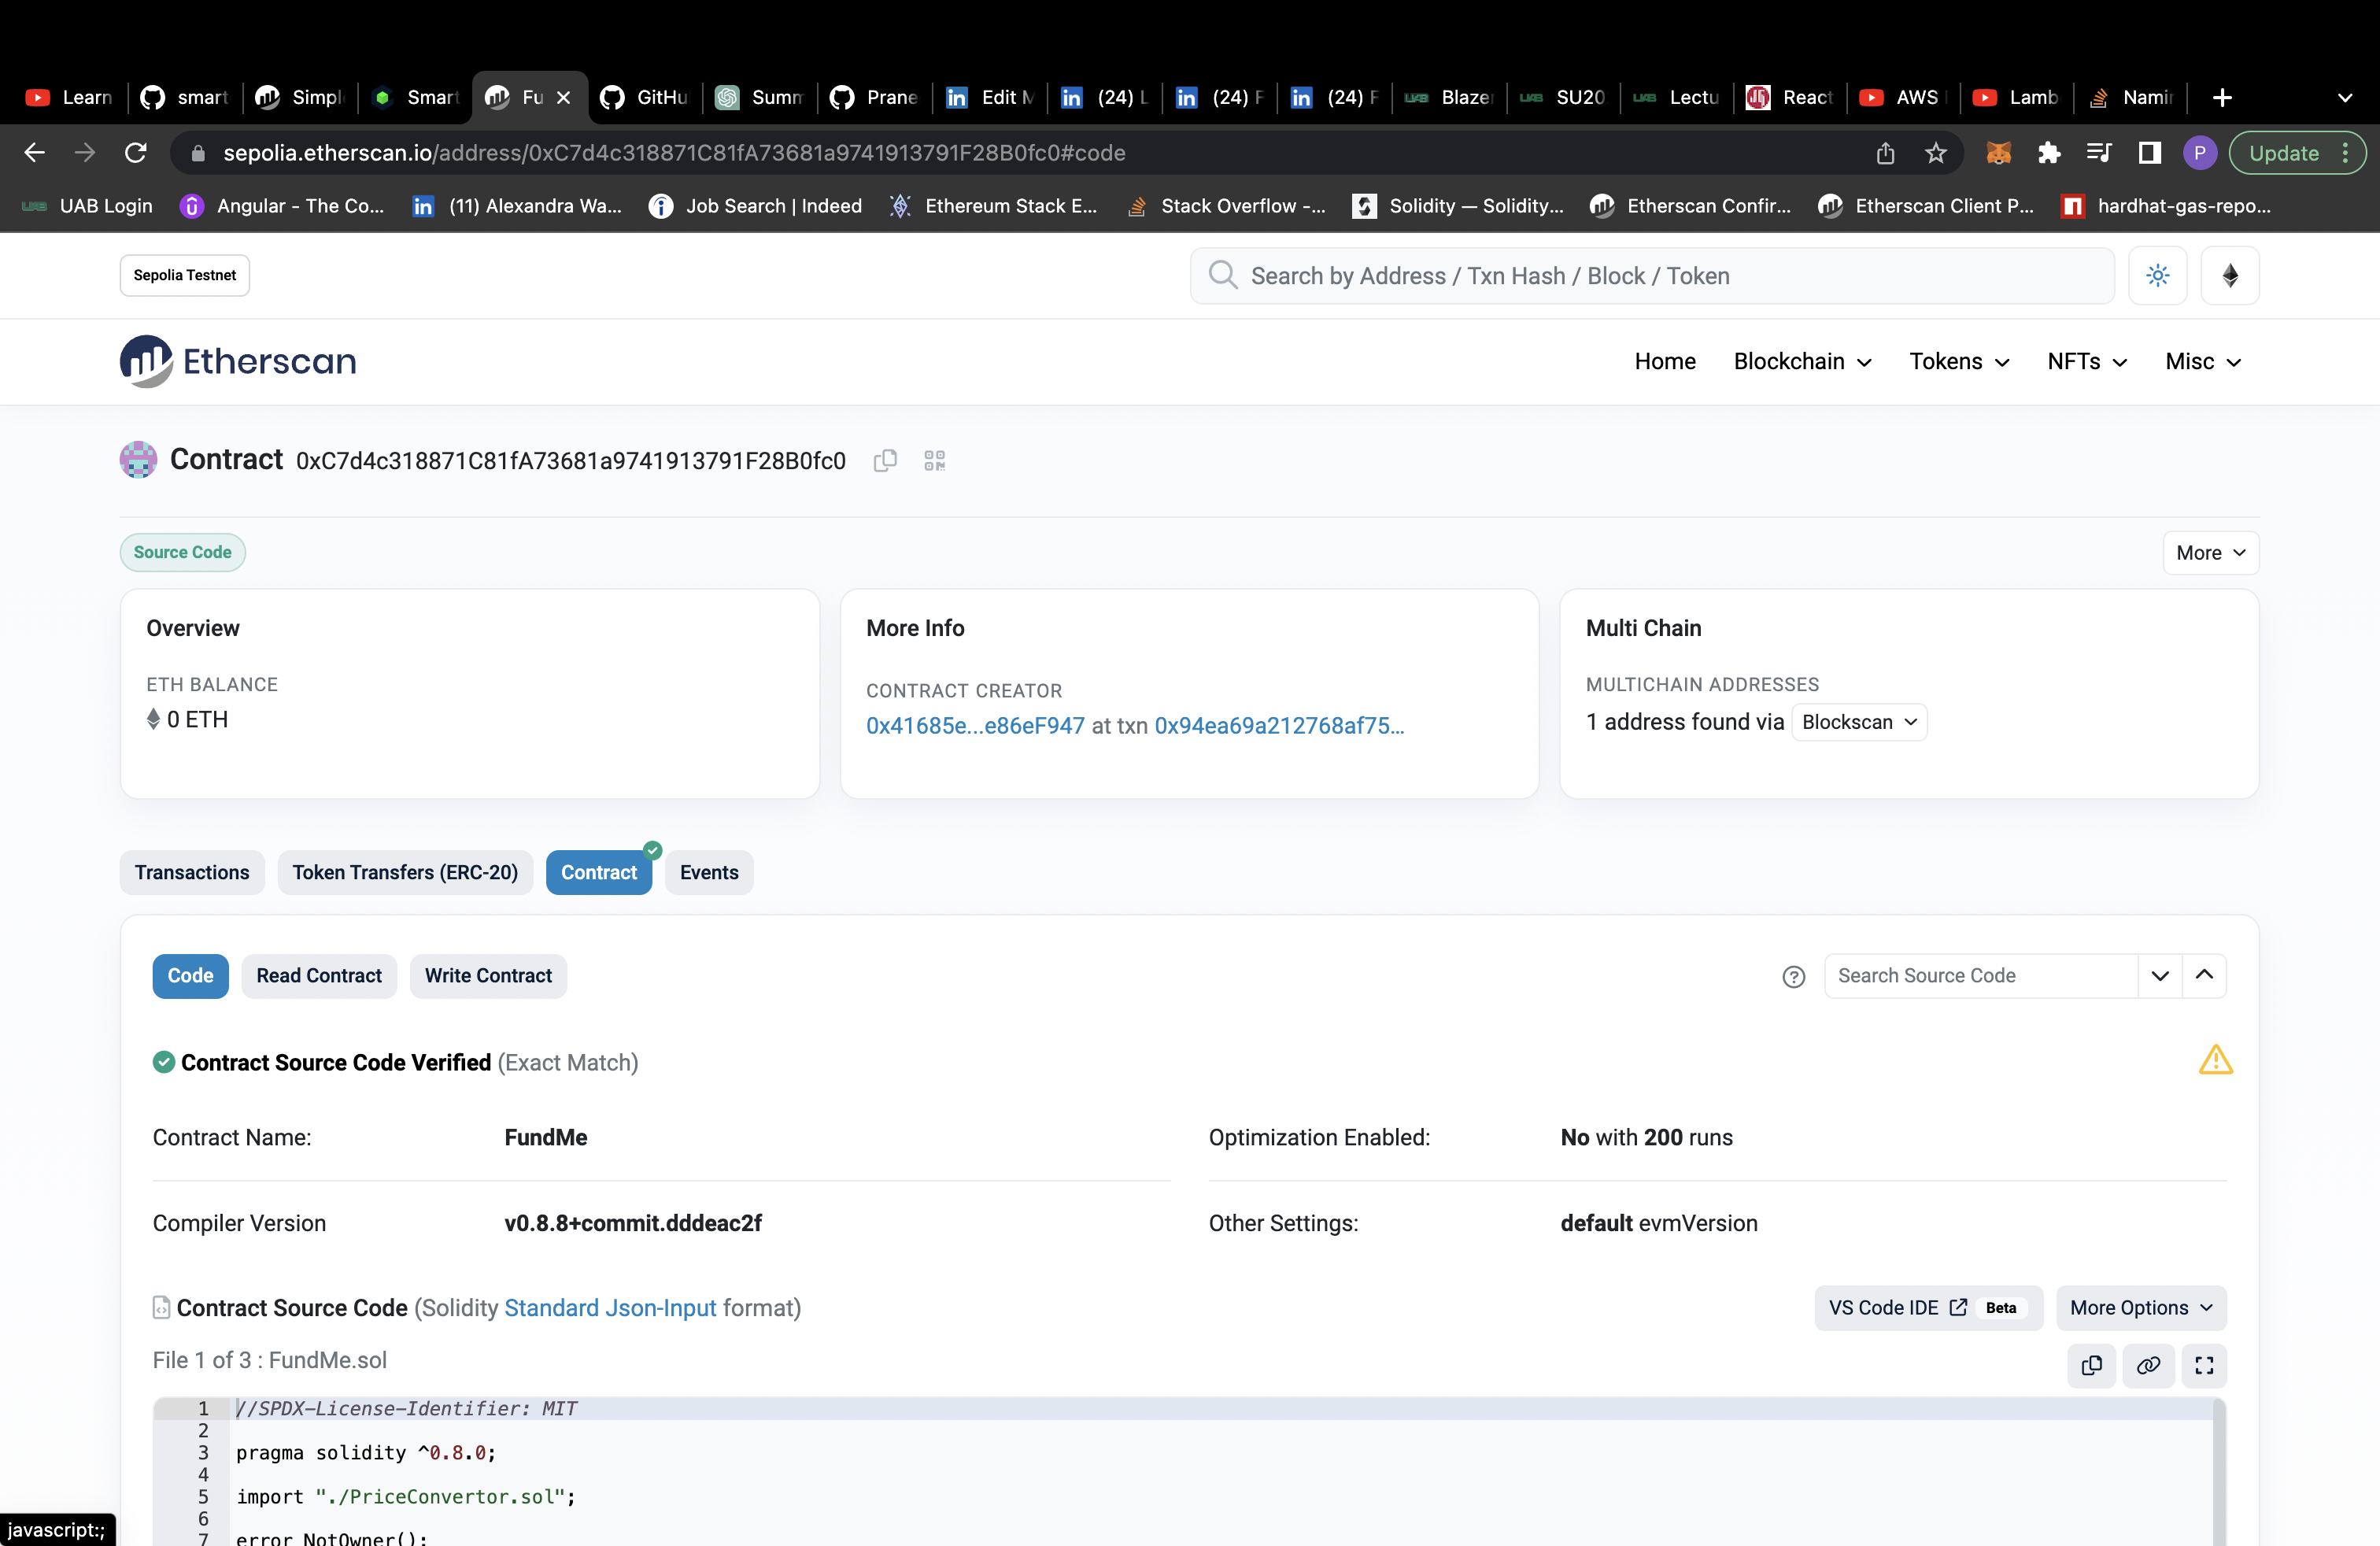 Learn smart Simpl Smart Fu GitHu Summ Prane Edit M (24) L (24) F (24) F Blazer SU20 Lectu React AWS Lamb Namin
sepolia.etherscan.io/address/0xC7d4c318871C81fA73681a9741913791F28B0fc0#code P Update
UAB Login Angular - The Co... (11) Alexandra Wa... Job Search | Indeed Ethereum Stack E... Stack Overflow -... Solidity — Solidity... Etherscan Confir... Etherscan Client P... hardhat-gas-repo...
Sepolia Testnet Search by Address / Txn Hash / Block / Token
Etherscan Home Blockchain Tokens NFTs Misc
Contract 0xC7d4c318871C81fA73681a9741913791F28B0fc0
Source Code More
Overview More Info Multi Chain
ETH BALANCE CONTRACT CREATOR MULTICHAIN ADDRESSES
0 ETH 0x41685e...e86eF947 at txn 0x94ea69a212768af75... 1 address found via Blockscan
Transactions Token Transfers (ERC-20) Contract Events
Code Read Contract Write Contract Search Source Code
Contract Source Code Verified (Exact Match)
Contract Name: FundMe Optimization Enabled: No with 200 runs
Compiler Version v0.8.8+commit.dddeac2f Other Settings: default evmVersion
Contract Source Code (Solidity Standard Json-Input format) VS Code IDE Beta More Options
File 1 of 3 : FundMe.sol
1 //SPDX-License-Identifier: MIT
2
3 pragma solidity ^0.8.0;
4
5 import "./PriceConvertor.sol";
6
7 error NotOwner();
javascript:;